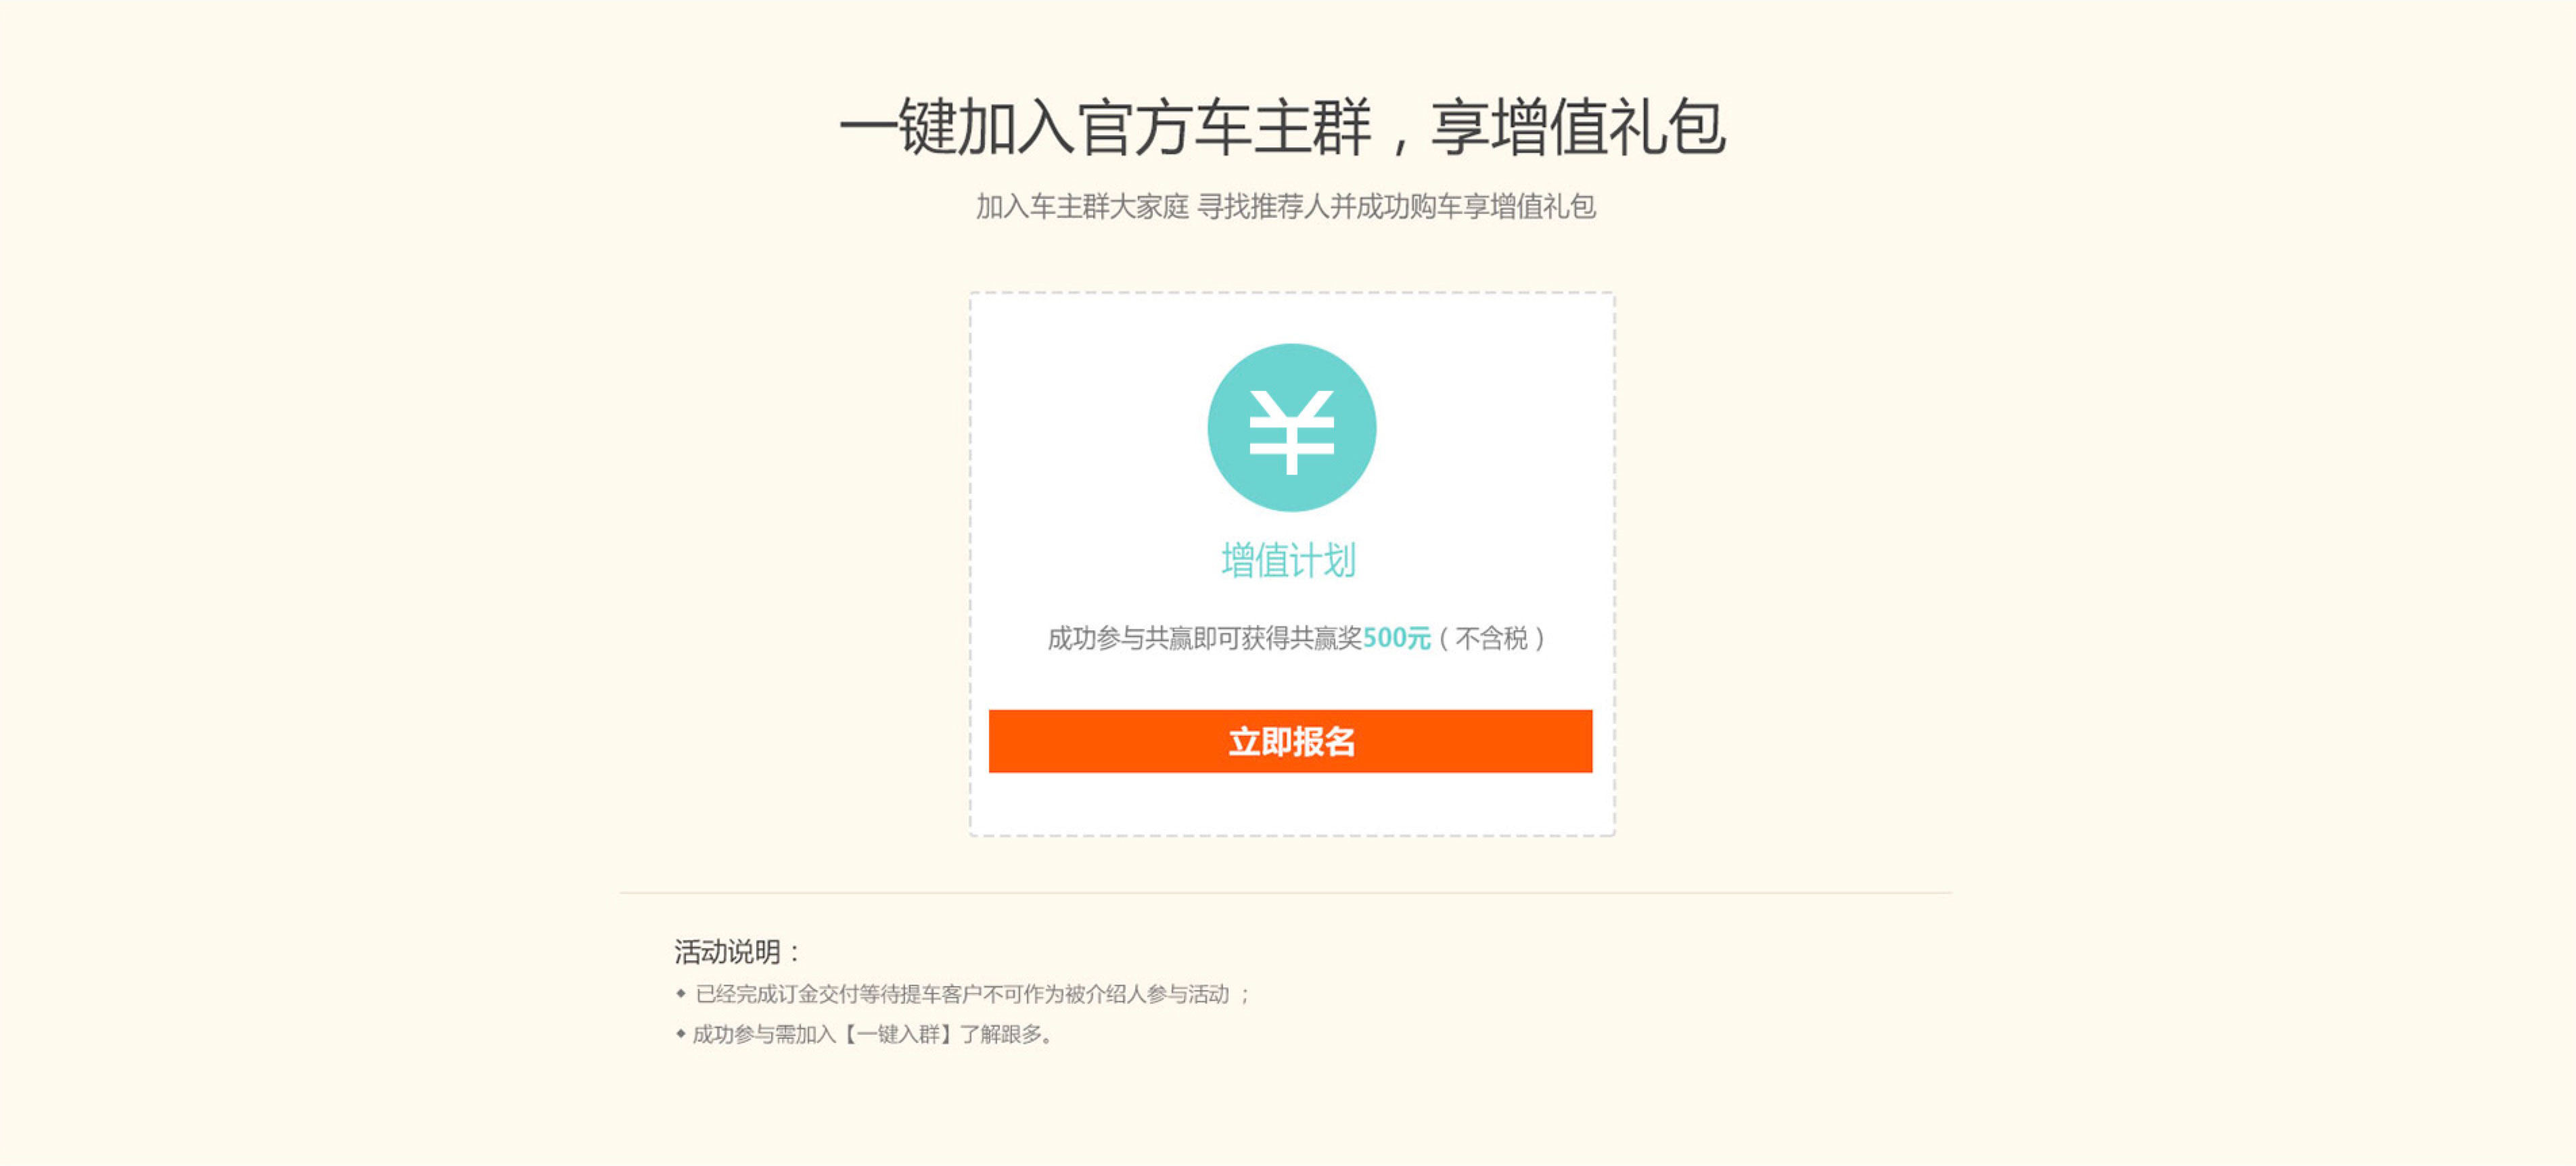 一键加入官方车主群，享增值礼包
加入车主群大家庭 寻找推荐人并成功购车享增值礼包
¥
增值计划
成功参与共赢即可获得共赢奖500元（不含税）
立即报名
活动说明：
◆ 已经完成订金交付等待提车客户不可作为被介绍人参与活动 ；
◆ 成功参与需加入【一键入群】了解跟多。